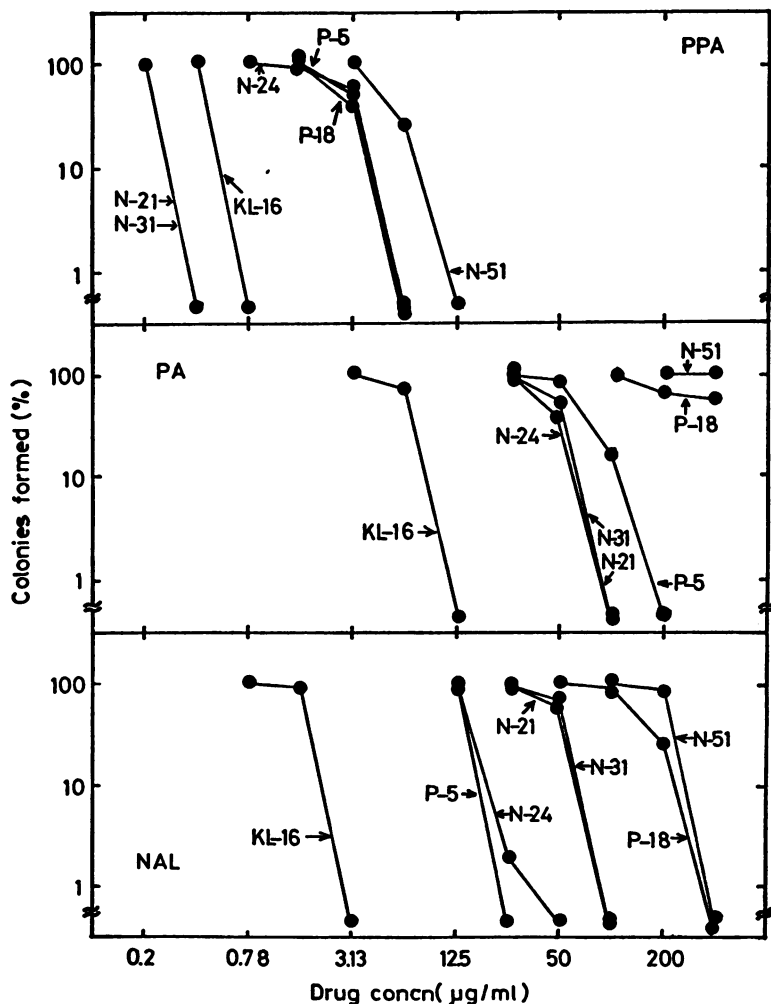 PPA
P-5
100
N-24
P-18
10
N-21
KL-16
N-31
1
N-51
PA
100
N-51
P-18
N-24
10
KL-16
N-31
N-21
1
P-5
Colonies formed (%)
100
N-21
N-51
N-31
10
P-5
N-24
KL-16
P-18
NAL
1
0.2 0.78 3.13 12.5 50 200
Drug concn( µg/ml)